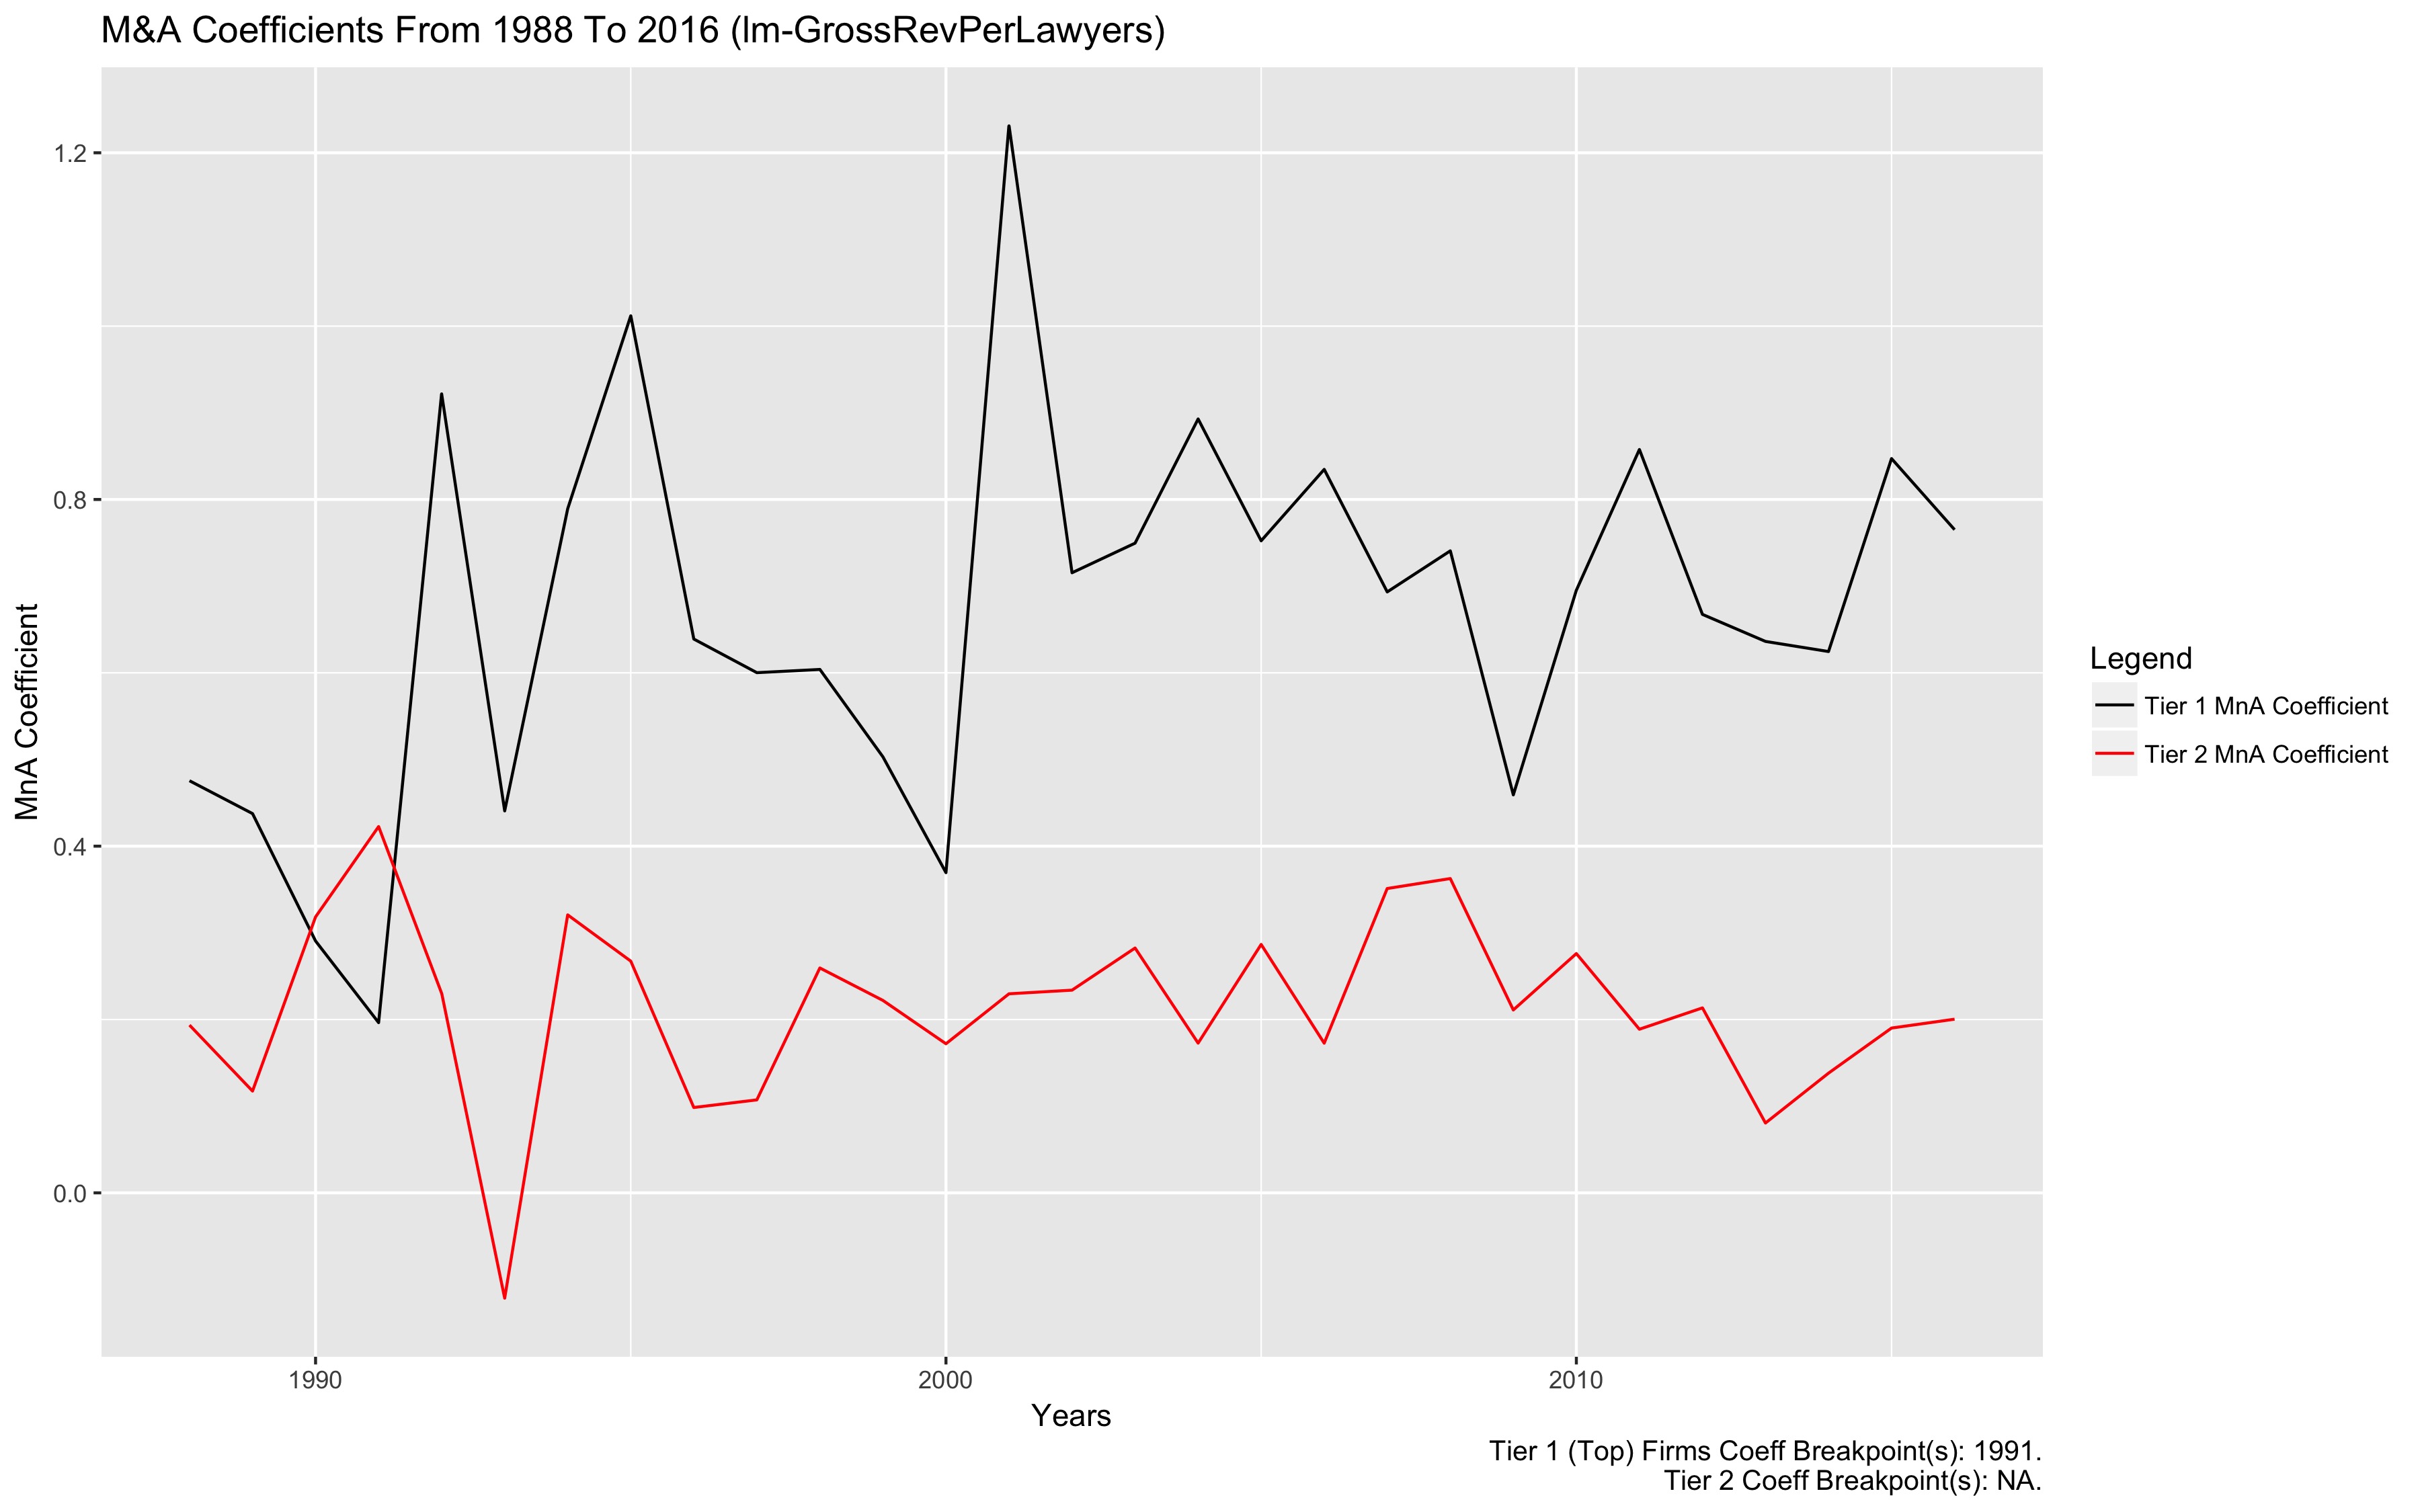 M&A Coefficients From 1988 To 2016 (lm-GrossRevPerLawyers)
1.2
0.8
0.4
0.0
MnA Coefficient
1990 2000 2010
Years
Legend
Tier 1 MnA Coefficient
Tier 2 MnA Coefficient
Tier 1 (Top) Firms Coeff Breakpoint(s): 1991.
Tier 2 Coeff Breakpoint(s): NA.